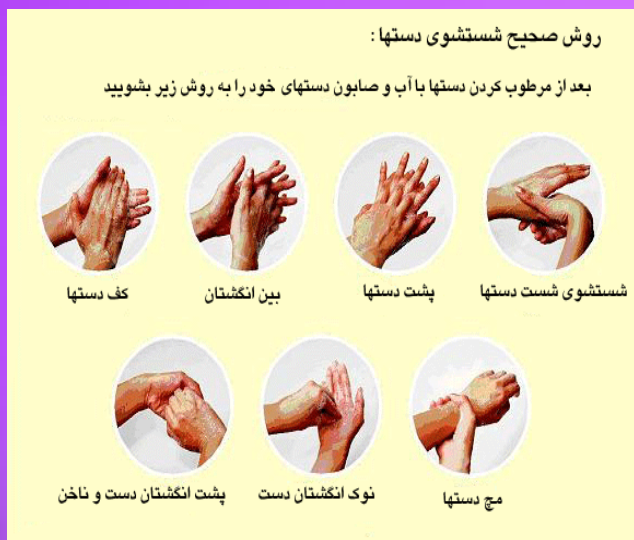 روش صحیح شستشوی دستها :
بعد از مرطوب کردن دستها با آب و صابون دستهای خود را به روش زیر بشویید
شستشوی شست دستها
پشت دستها
بین انگشتان
کف دستها
مچ دستها
نوک انگشتان دست
پشت انگشتان دست و ناخن